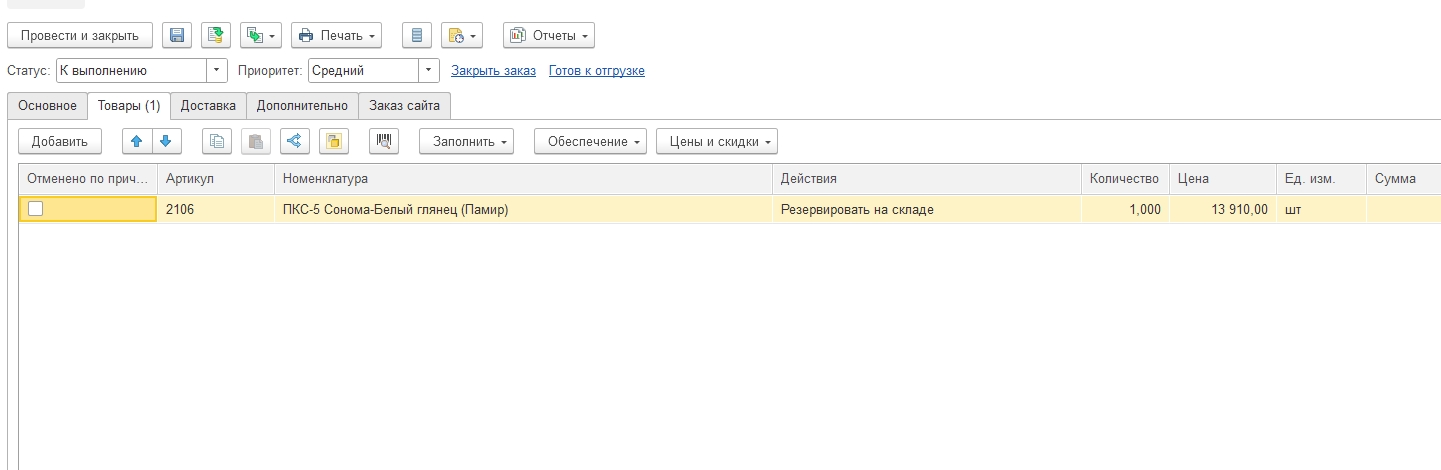 Провести и закрыть Печать Отчеты
Статус: К выполнению Приоритет: Средний Закрыть заказ Готов к отгрузке
Основное Товары (1) Доставка Дополнительно Заказ сайта
Добавить Заполнить Обеспечение Цены и скидки
Отменено по прич... Артикул Номенклатура Действия Количество Цена Ед. изм. Сумма
2106 ПКС-5 Сонома-Белый глянец (Памир) Резервировать на складе 1,000 13 910,00 шт